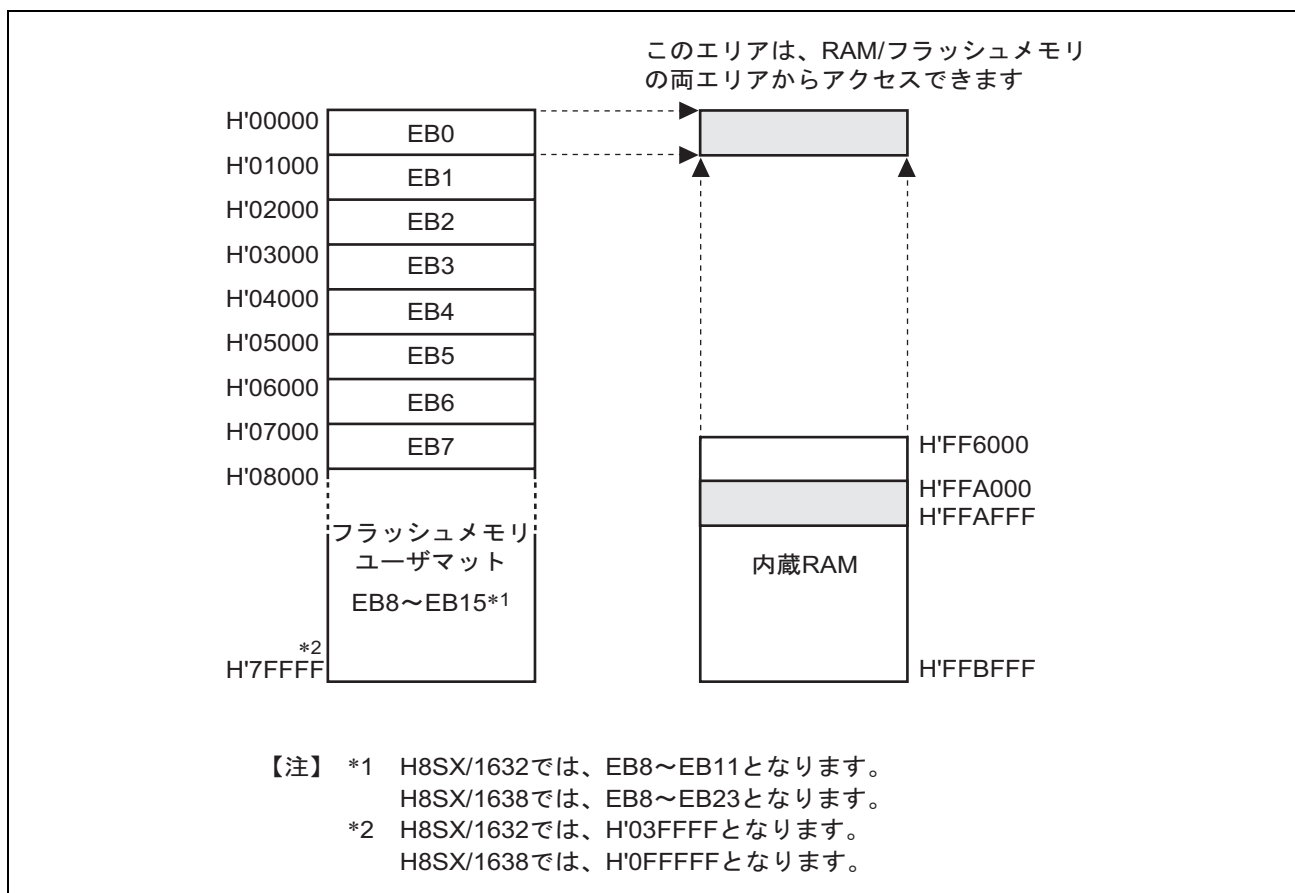 このエリアは、RAM/フラッシュメモリ
の両エリアからアクセスできます
H'00000
EB0
H'01000
EB1
H'02000
EB2
H'03000
EB3
H'04000
EB4
H'05000
EB5
H'06000
EB6
H'07000
EB7
H'08000
フラッシュメモリ
ユーザマット
EB8～EB15*1
*2
H'7FFFF
H'FF6000
H'FFA000
H'FFAFFF
内蔵RAM
H'FFBFFF
【注】 *1 H8SX/1632では、EB8～EB11となります。
H8SX/1638では、EB8～EB23となります。
*2 H8SX/1632では、H'03FFFFとなります。
H8SX/1638では、H'0FFFFFとなります。